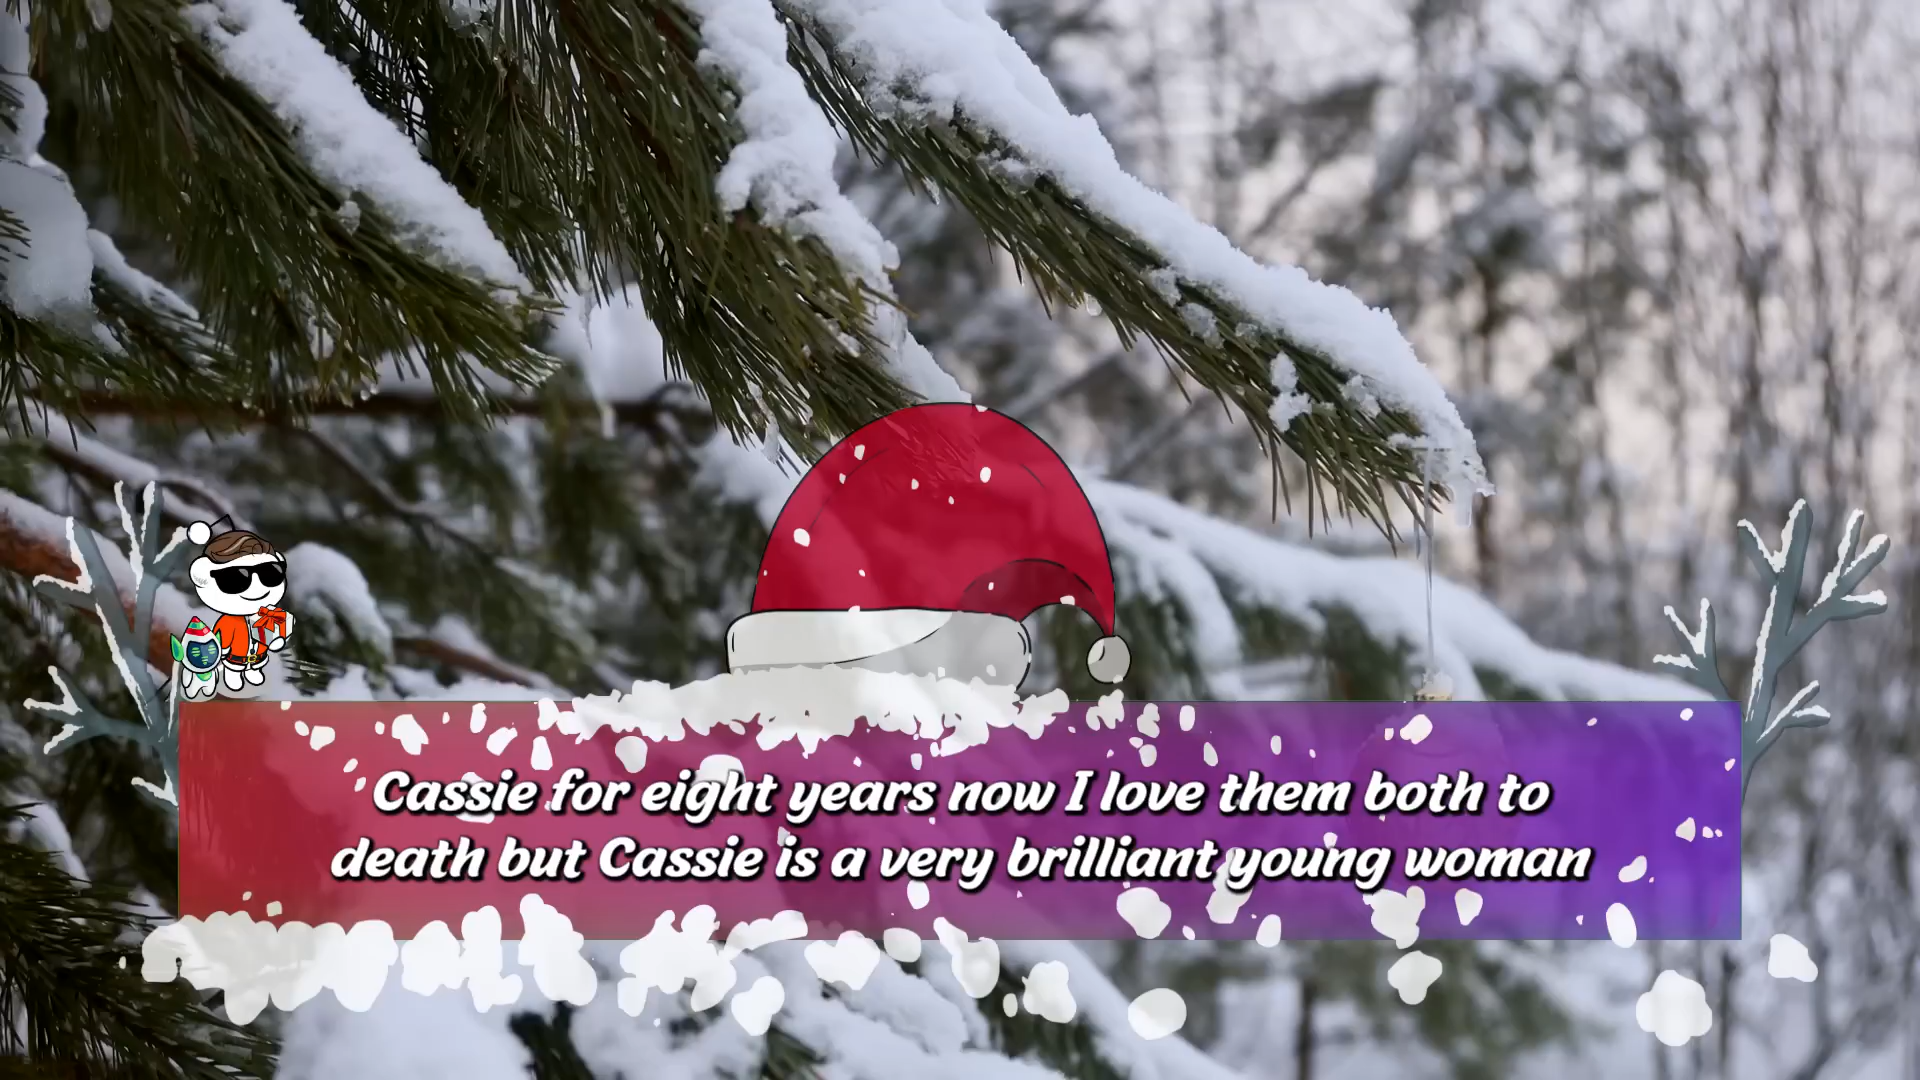 Cassie for eight years now I love them both to
death but Cassie is a very brilliant young woman